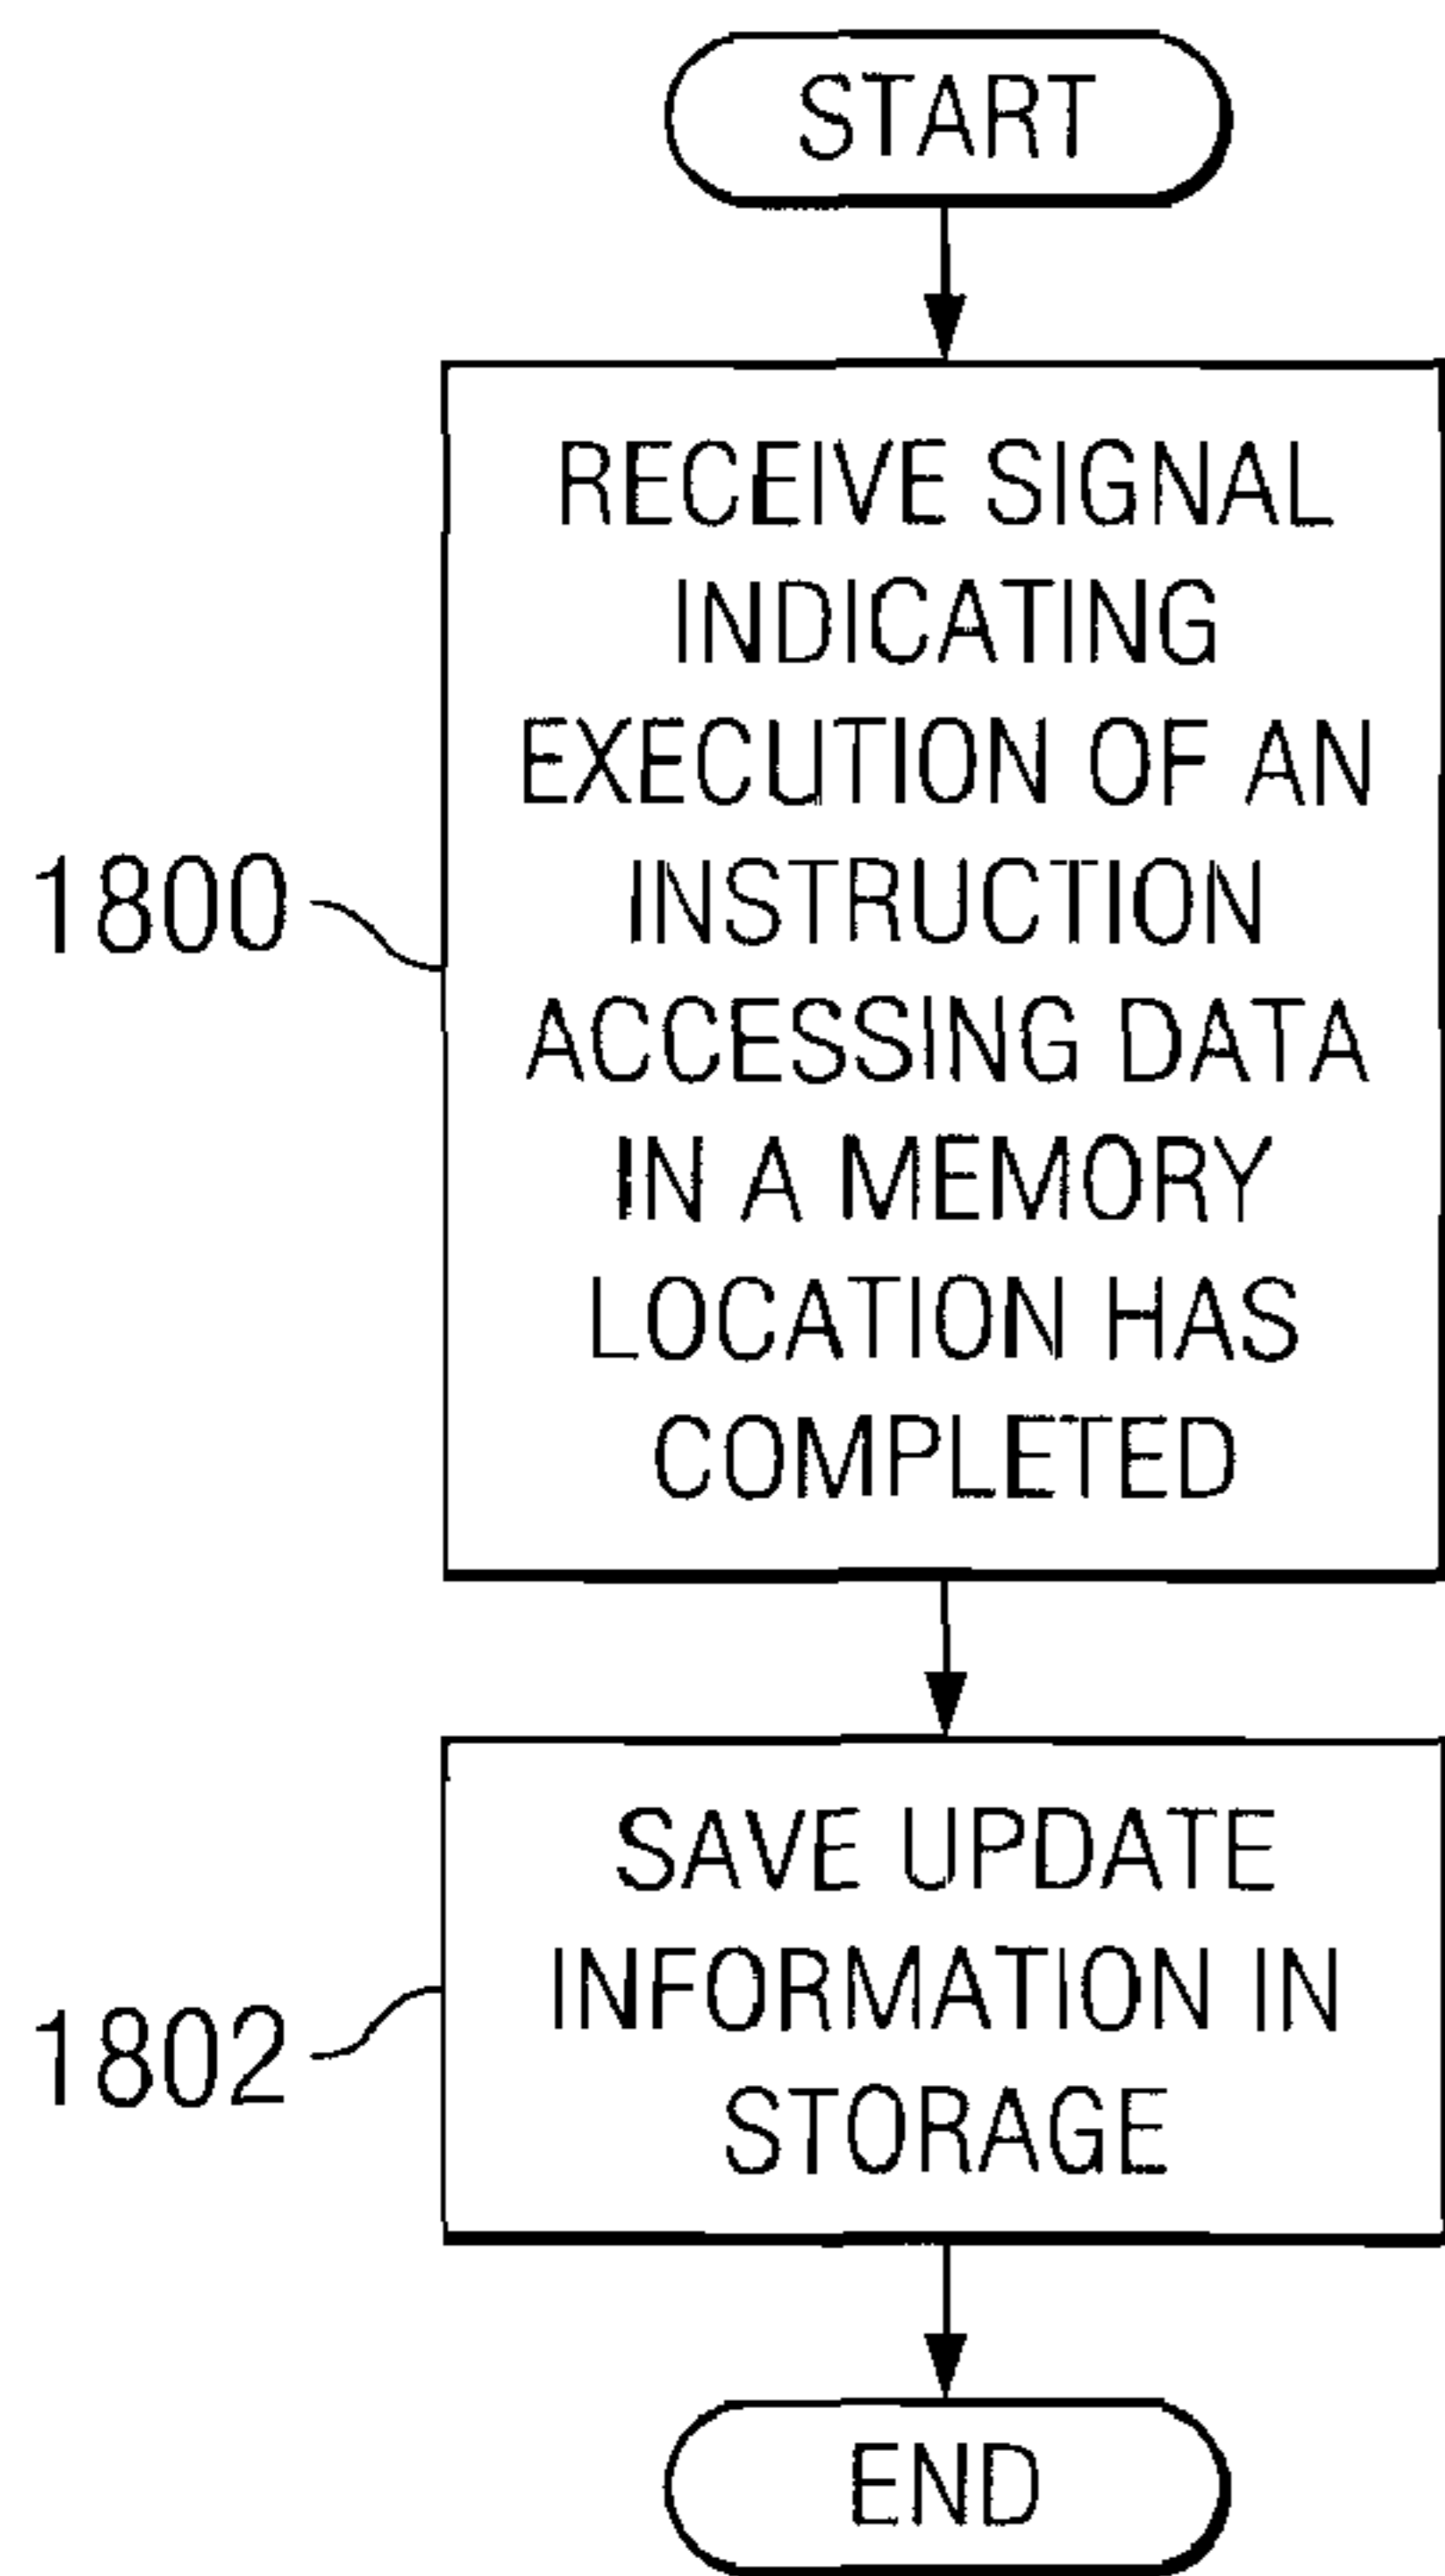 START
RECEIVE SIGNAL
INDICATING
EXECUTION OF AN
INSTRUCTION
1800
ACCESSING DATA
IN A MEMORY
LOCATION HAS
COMPLETED
SAVE UPDATE
INFORMATION IN
1802
STORAGE
END